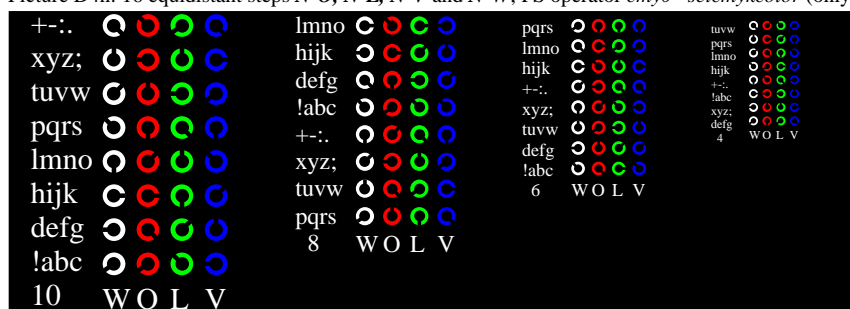 +-:.
xyz;
tuvw
pqrs
lmno
hijk
defg
!abc
10 W O L V
lmno
hijk
defg
!abc
+-:.
xyz;
tuvw
pqrs
8 W O L V
pqrs
lmno
hijk
+-:.
xyz;
tuvw
defg
!abc
6 W O L V
tuvw
pqrs
lmno
hijk
+-:.
!abc
xyz;
defg
4 W O L V